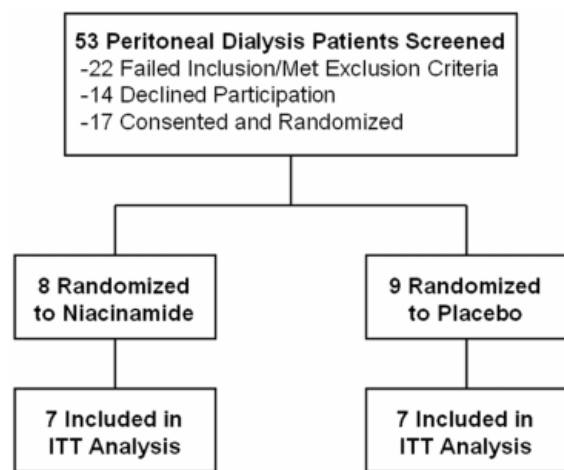 53 Peritoneal Dialysis Patients Screened
-22 Failed Inclusion/Met Exclusion Criteria
-14 Declined Participation
-17 Consented and Randomized
8 Randomized
to Niacinamide
9 Randomized
to Placebo
7 Included in
ITT Analysis
7 Included in
ITT Analysis